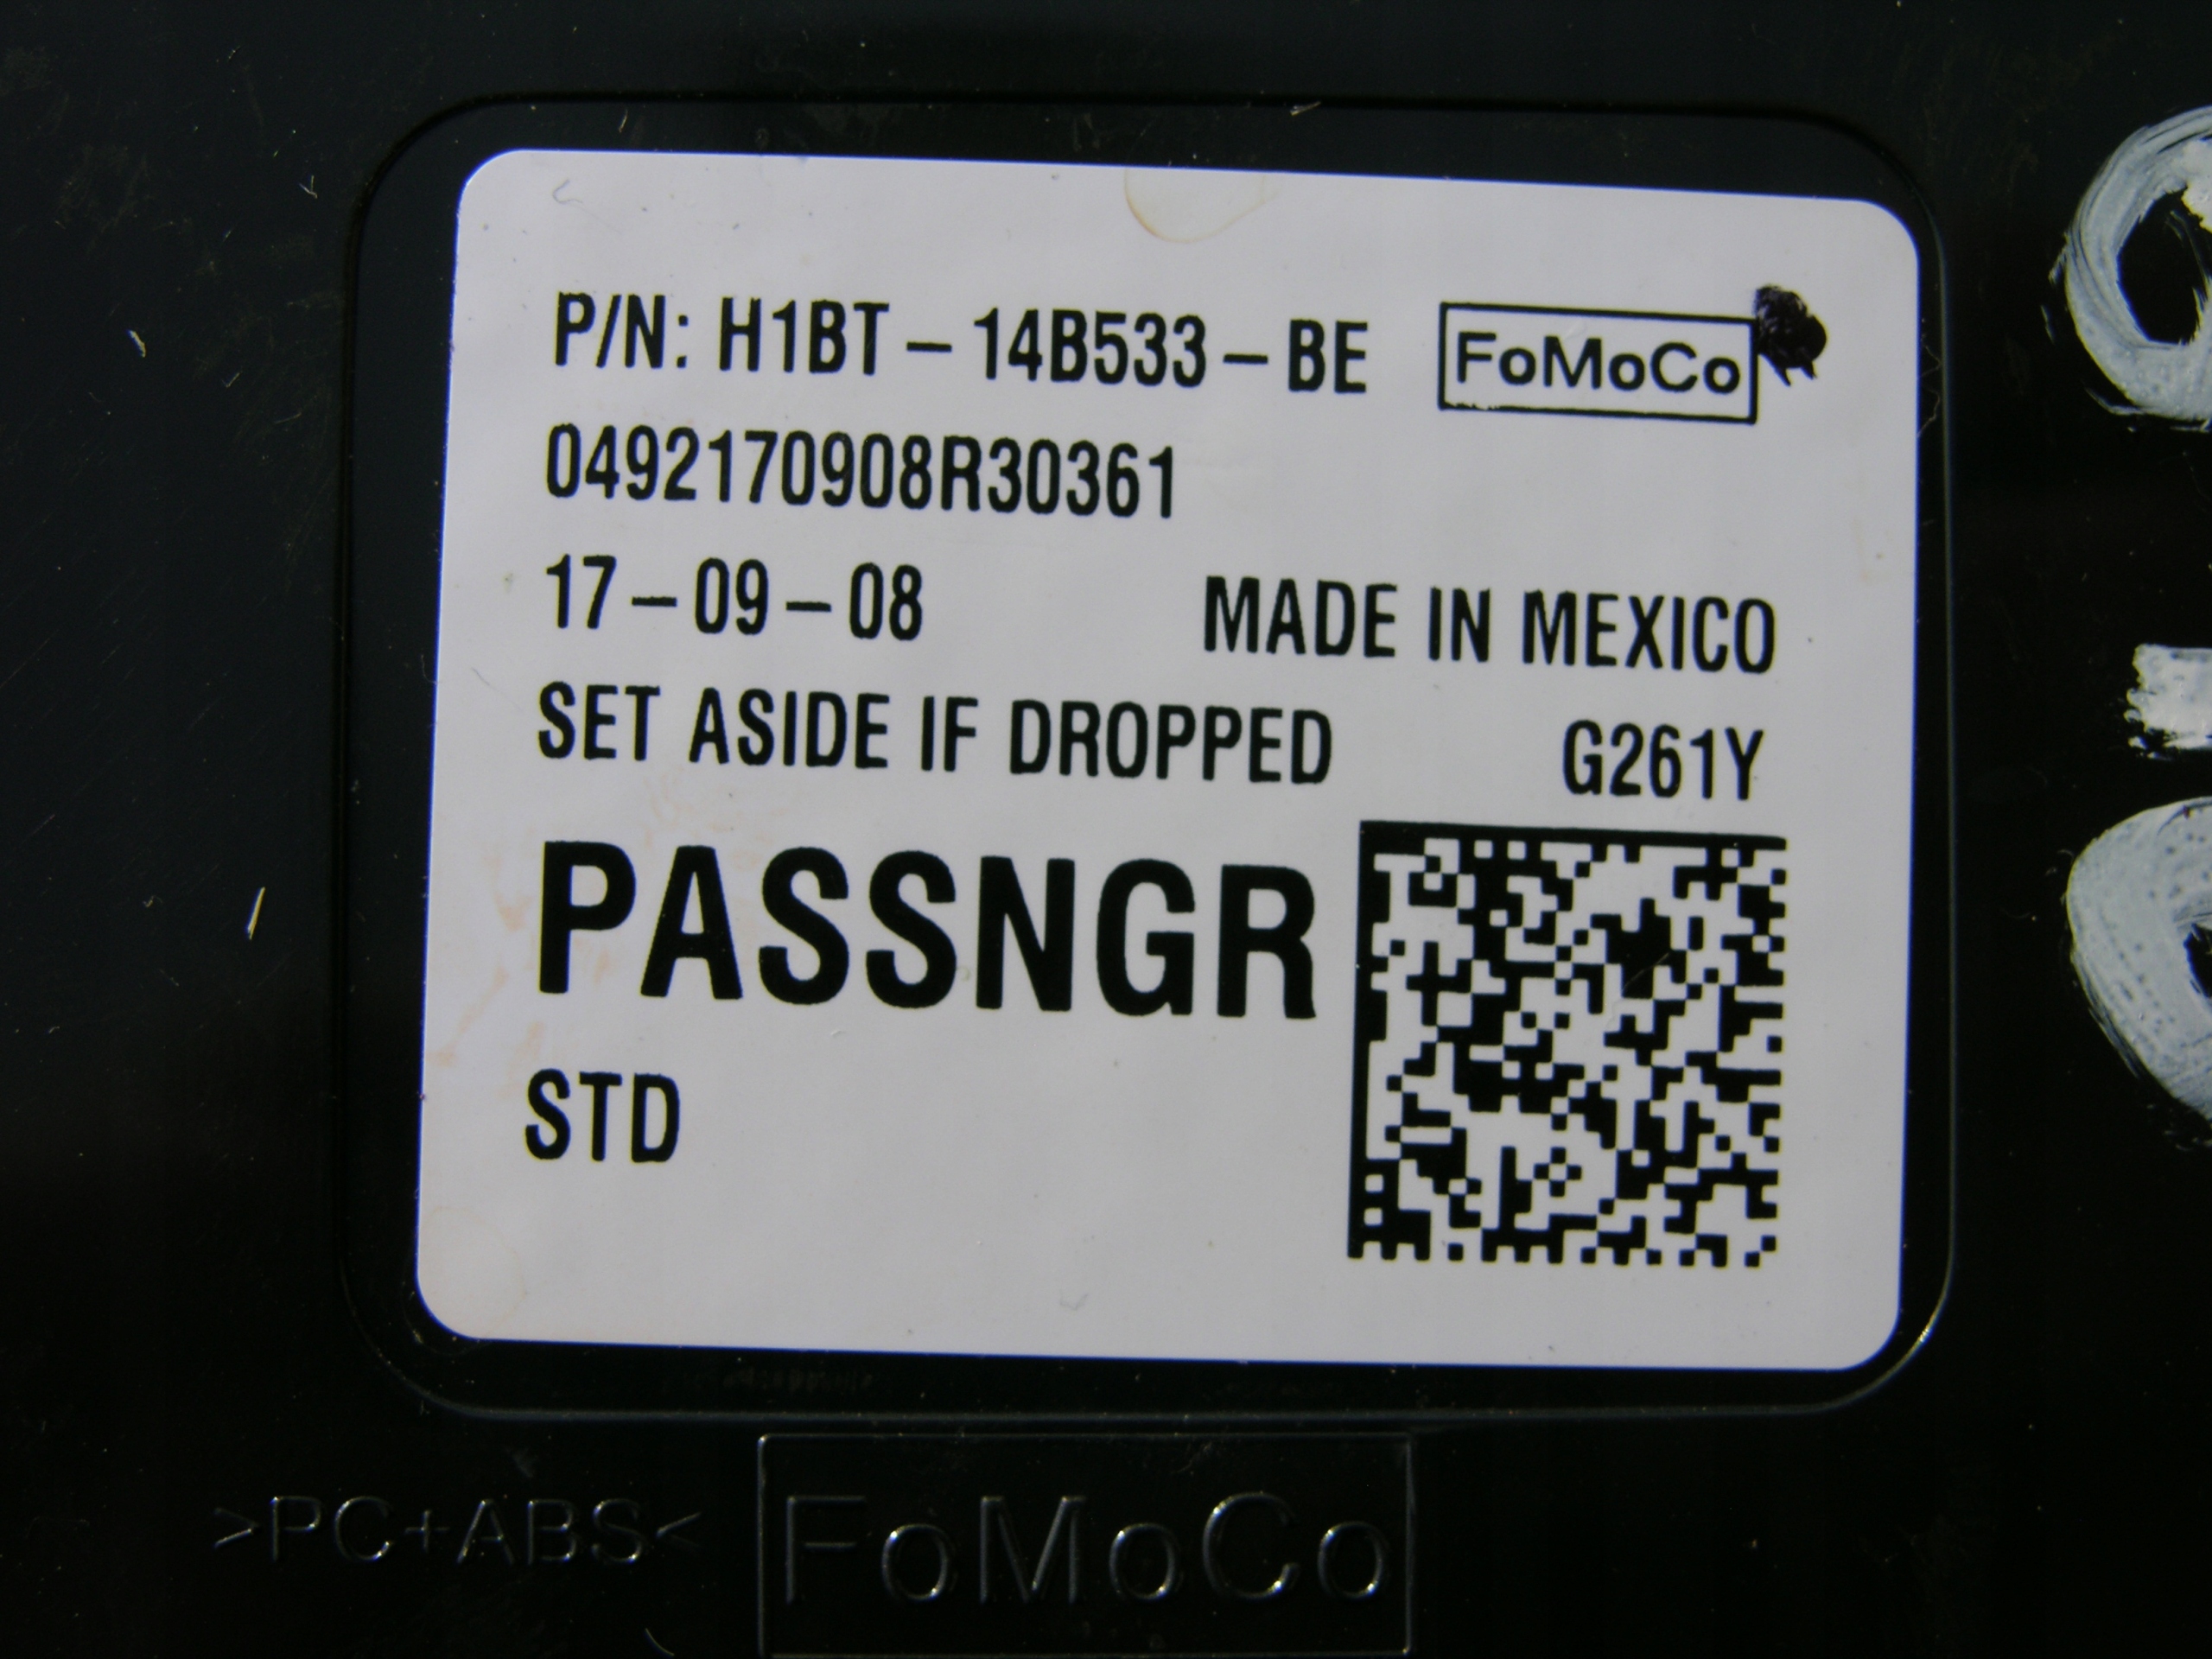 P/N: H1BT-14B533-BE FoMoCo
0492170908R30361
17-09-08 MADE IN MEXICO
SET ASIDE IF DROPPED G261Y
PASSNGR
STD
>PC+ABS< FoMoCo